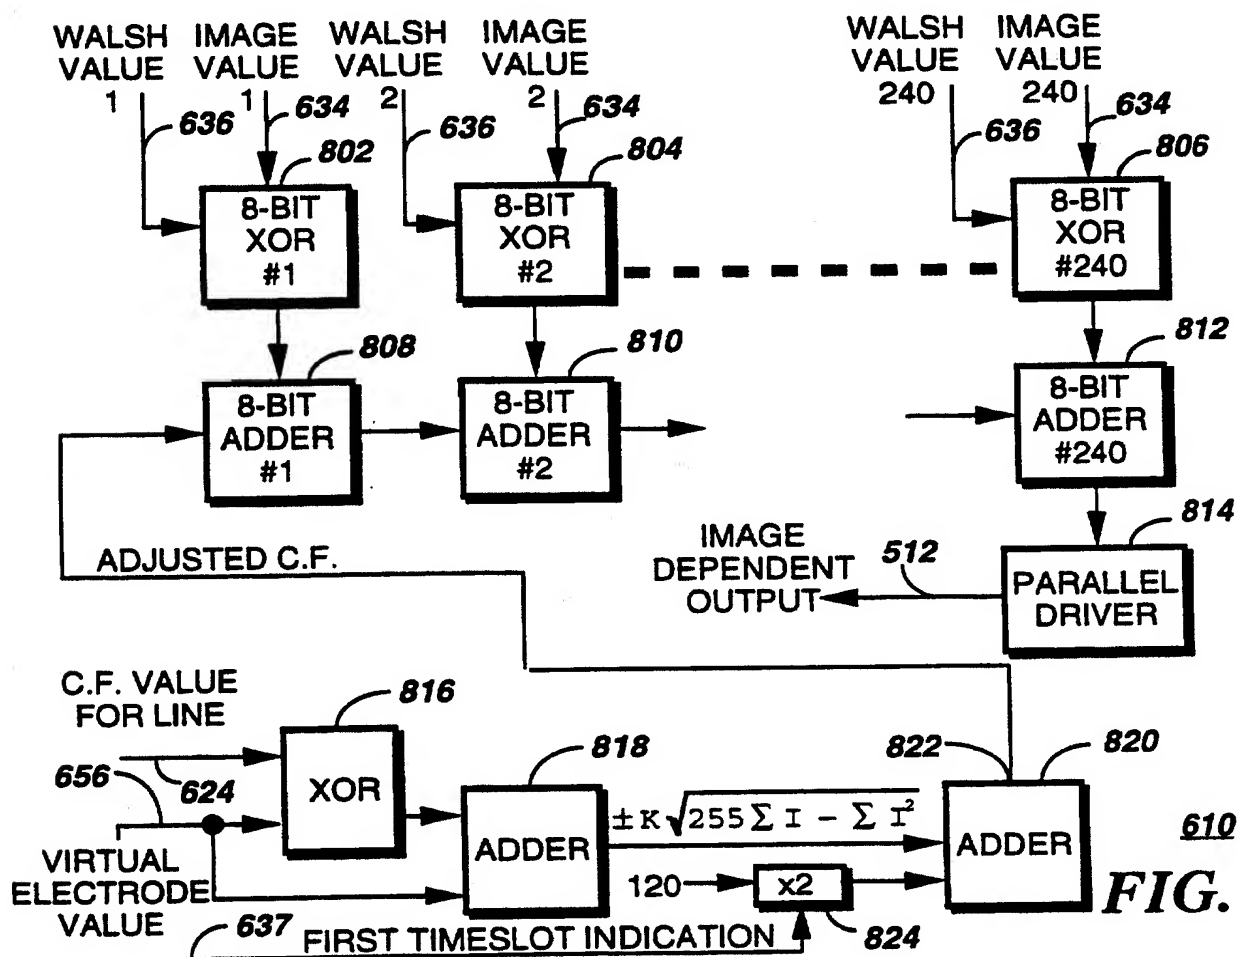 WALSH VALUE 1
IMAGE VALUE 1
WALSH VALUE 2
IMAGE VALUE 2
WALSH VALUE 240
IMAGE VALUE 240
636
634
636
634
636
634
802
804
806
8-BIT XOR #1
8-BIT XOR #2
8-BIT XOR #240
808
810
812
8-BIT ADDER #1
8-BIT ADDER #2
8-BIT ADDER #240
814
ADJUSTED C.F.
IMAGE DEPENDENT OUTPUT
512
PARALLEL DRIVER
C.F. VALUE FOR LINE
816
818
822
820
656
624
XOR
ADDER
±K√255 Σ I − Σ I²
ADDER
610
VIRTUAL ELECTRODE VALUE
120
x2
FIG.
637
FIRST TIMESLOT INDICATION
824